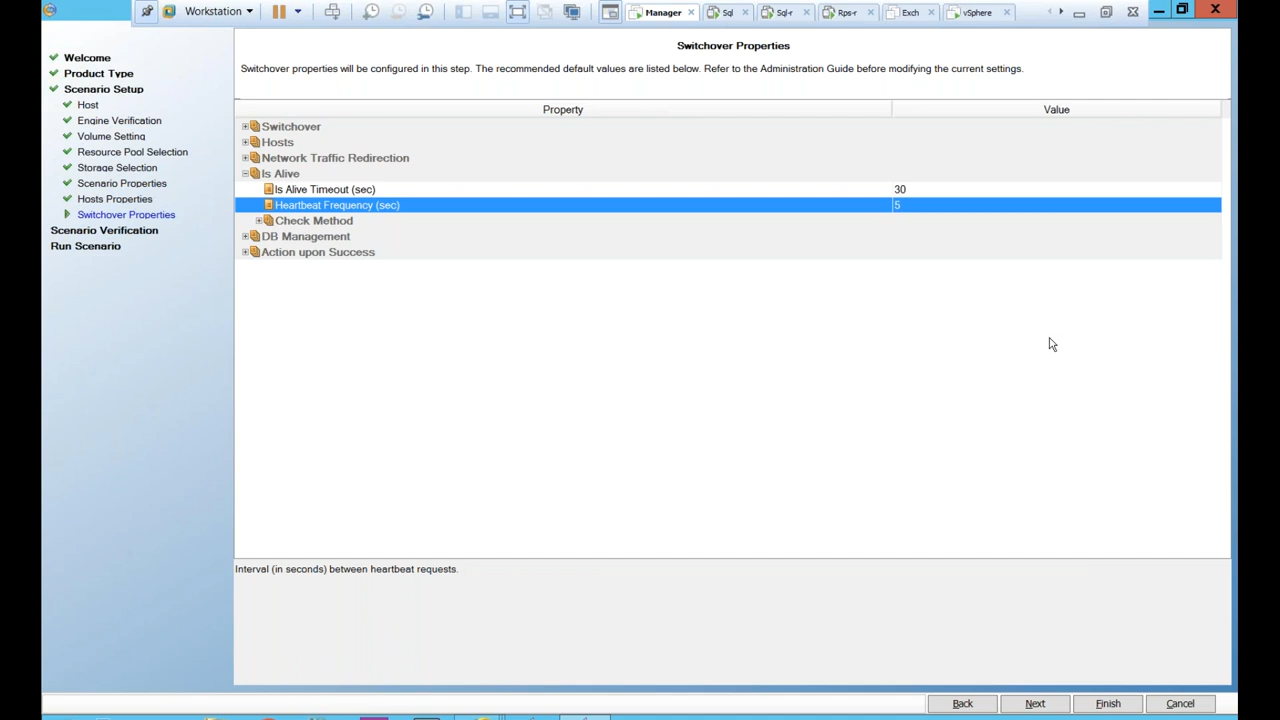 Workstation
Manager
Sql
Sql-r
Rps-r
Exch
vSphere
Welcome
Product Type
Scenario Setup
Host
Engine Verification
Volume Setting
Resource Pool Selection
Storage Selection
Scenario Properties
Hosts Properties
Switchover Properties
Scenario Verification
Run Scenario
Switchover Properties
Switchover properties will be configured in this step. The recommended default values are listed below. Refer to the Administration Guide before modifying the current settings.
Property Value
Switchover
Hosts
Network Traffic Redirection
Is Alive
Is Alive Timeout (sec) 30
Heartbeat Frequency (sec) 5
Check Method
DB Management
Action upon Success
Interval (in seconds) between heartbeat requests.
Back Next Finish Cancel